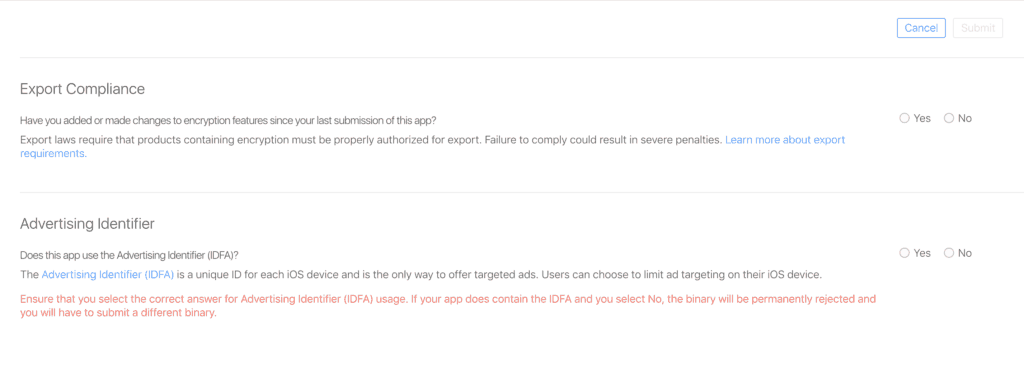 Cancel Submit
Export Compliance
Have you added or made changes to encryption features since your last submission of this app? Yes No
Export laws require that products containing encryption must be properly authorized for export. Failure to comply could result in severe penalties. Learn more about export
requirements.
Advertising Identifier
Does this app use the Advertising Identifier (IDFA)? Yes No
The Advertising Identifier (IDFA) is a unique ID for each iOS device and is the only way to offer targeted ads. Users can choose to limit ad targeting on their iOS device.
Ensure that you select the correct answer for Advertising Identifier (IDFA) usage. If your app does contain the IDFA and you select No, the binary will be permanently rejected and
you will have to submit a different binary.